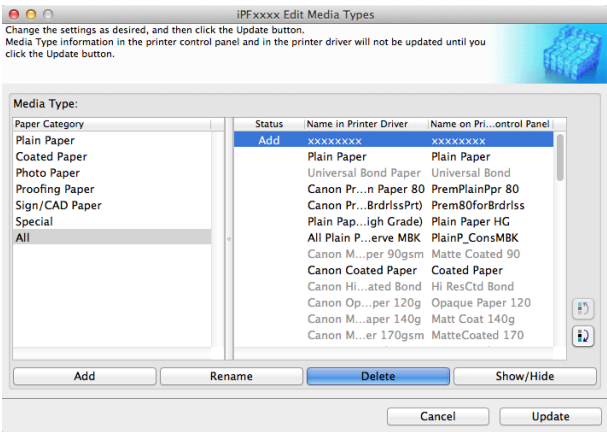 iPFxxxx Edit Media Types
Change the settings as desired, and then click the Update button.
Media Type information in the printer control panel and in the printer driver will not be updated until you
click the Update button.
Media Type:
Paper Category
Plain Paper
Coated Paper
Photo Paper
Proofing Paper
Sign/CAD Paper
Special
All
Status Name in Printer Driver Name on Pri...ontrol Panel
Add xxxxxxxx xxxxxxxx
Plain Paper Plain Paper
Universal Bond Paper Universal Bond
Canon Pr...n Paper 80 PremPlainPpr 80
Canon Pr...BrdrlssPrt) Prem80forBrdrlss
Plain Pap...igh Grade) Plain Paper HG
All Plain P...erve MBK PlainP_ConsMBK
Canon M...per 90gsm Matte Coated 90
Canon Coated Paper Coated Paper
Canon Hi...ated Bond Hi ResCtd Bond
Canon Op...per 120g Opaque Paper 120
Canon M...aper 140g Matt Coat 140g
Canon M...er 170gsm MatteCoated 170
Add Rename Delete Show/Hide
Cancel Update